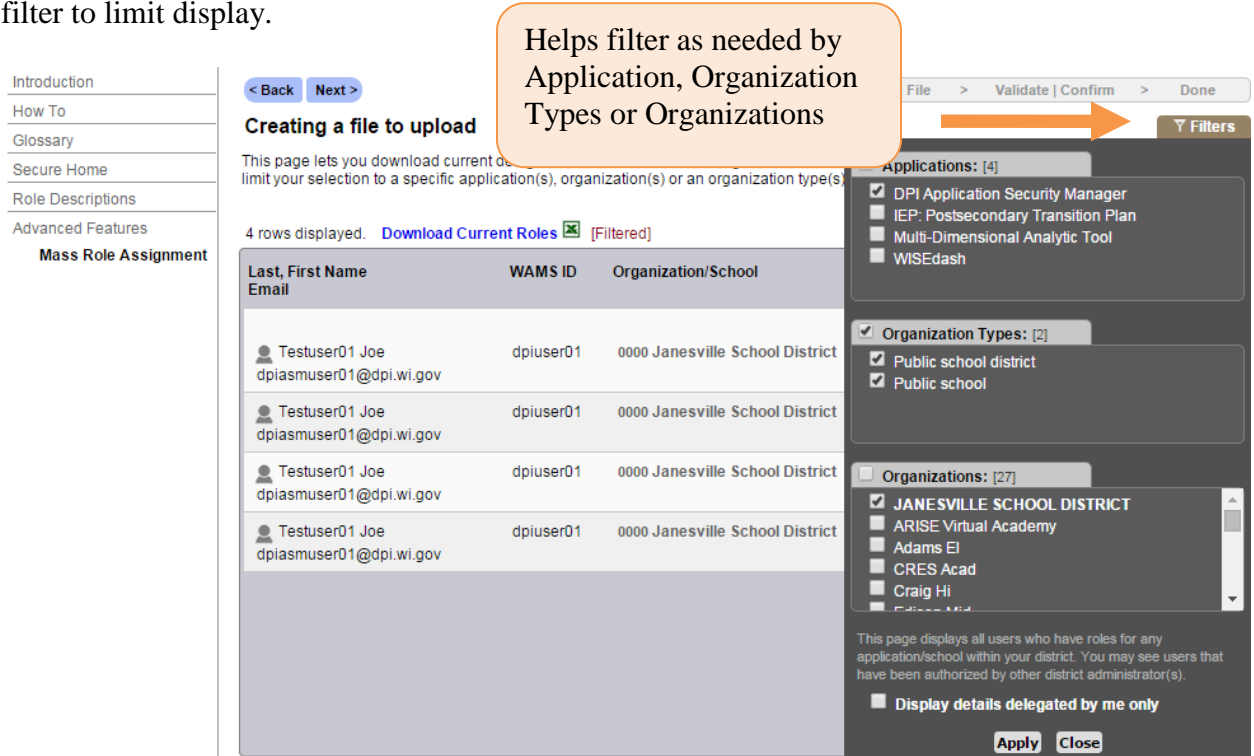 filter to limit display.
Helps filter as needed by
Application, Organization
Types or Organizations
Introduction
How To
Glossary
Secure Home
Role Descriptions
Advanced Features
Mass Role Assignment
< Back Next >
File > Validate | Confirm > Done
Filters
Creating a file to upload
This page lets you download current
limit your selection to a specific application(s), organization(s) or an organization type(s)
4 rows displayed. Download Current Roles [Filtered]
Last, First Name WAMS ID Organization/School
Email
Testuser01 Joe dpiuser01 0000 Janesville School District
dpiasmuser01@dpi.wi.gov
Testuser01 Joe dpiuser01 0000 Janesville School District
dpiasmuser01@dpi.wi.gov
Testuser01 Joe dpiuser01 0000 Janesville School District
dpiasmuser01@dpi.wi.gov
Testuser01 Joe dpiuser01 0000 Janesville School District
dpiasmuser01@dpi.wi.gov
Applications: [4]
DPI Application Security Manager
IEP: Postsecondary Transition Plan
Multi-Dimensional Analytic Tool
WISEdash
Organization Types: [2]
Public school district
Public school
Organizations: [27]
JANESVILLE SCHOOL DISTRICT
ARISE Virtual Academy
Adams El
CRES Acad
Craig Hi
This page displays all users who have roles for any
application/school within your district. You may see users that
have been authorized by other district administrator(s).
Display details delegated by me only
Apply Close